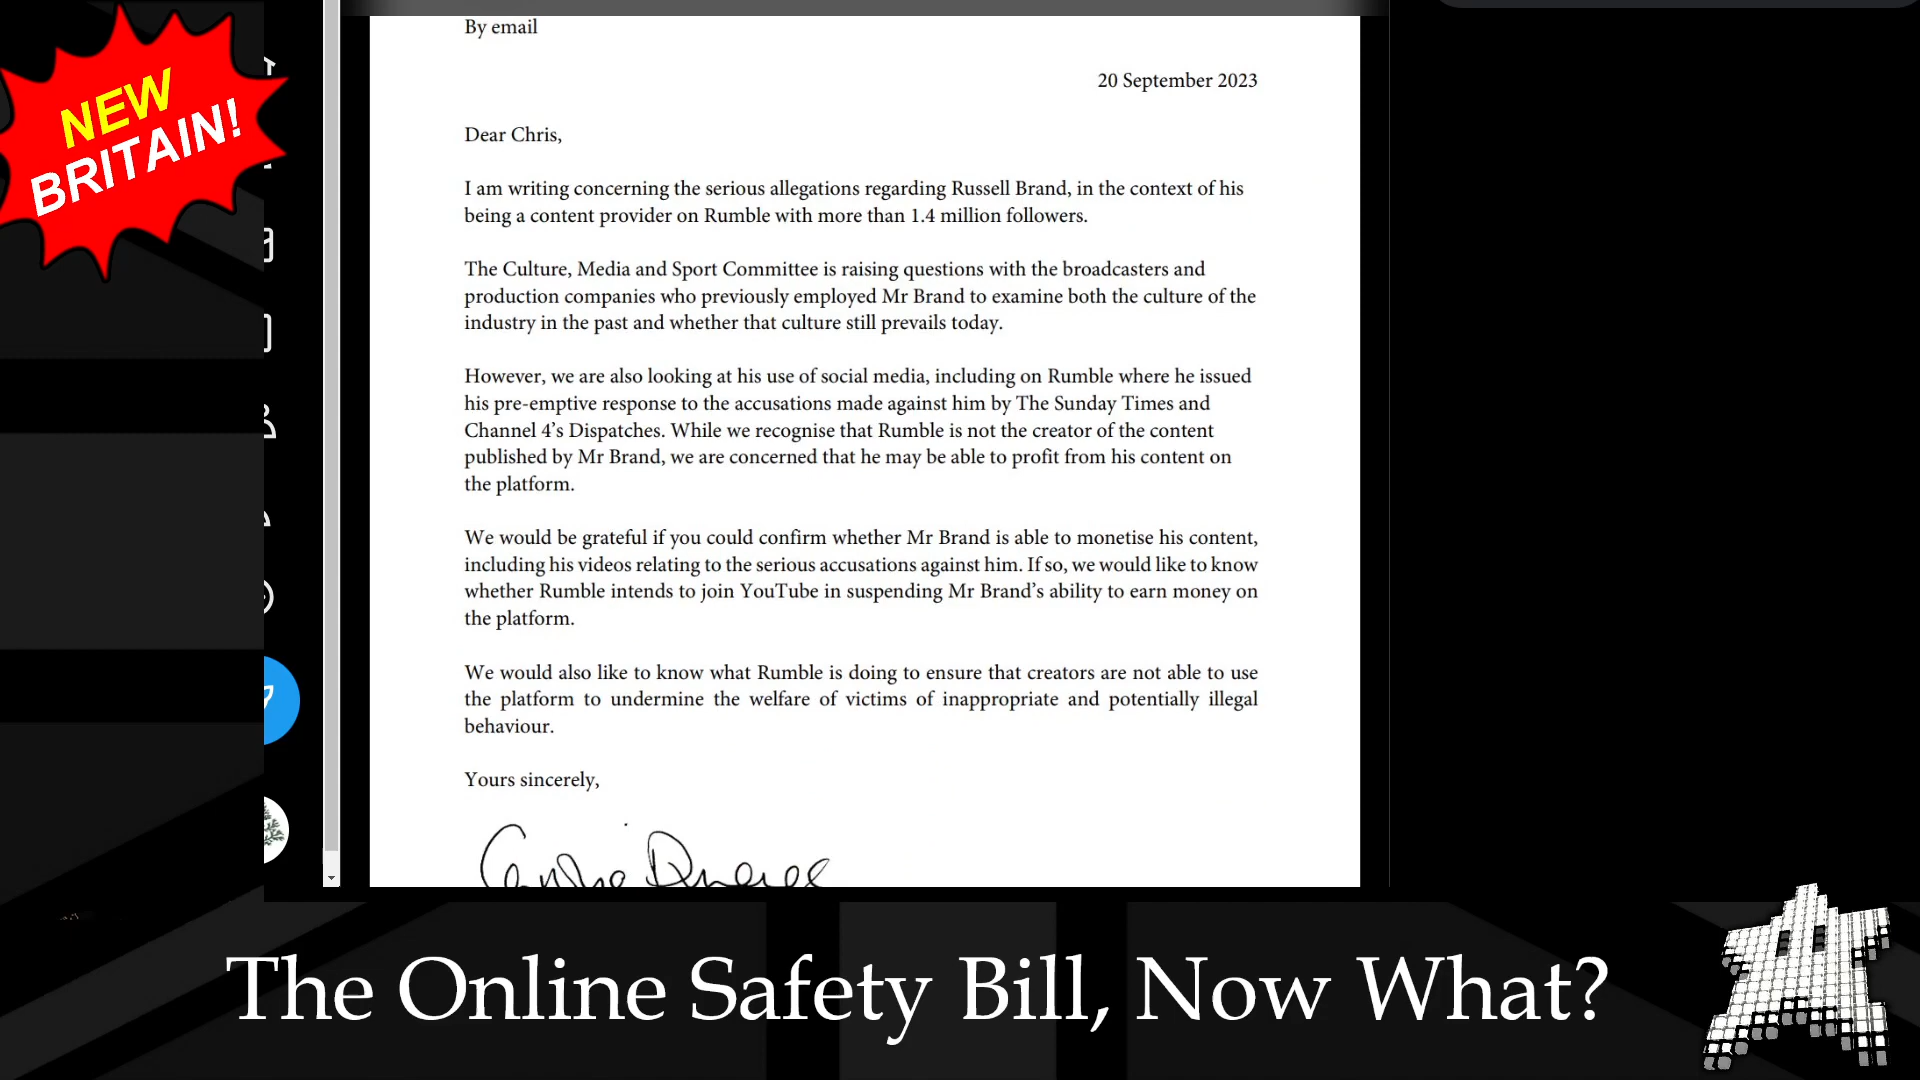 NEW
BRITAIN!
By email
20 September 2023
Dear Chris,
I am writing concerning the serious allegations regarding Russell Brand, in the context of his
being a content provider on Rumble with more than 1.4 million followers.
The Culture, Media and Sport Committee is raising questions with the broadcasters and
production companies who previously employed Mr Brand to examine both the culture of the
industry in the past and whether that culture still prevails today.
However, we are also looking at his use of social media, including on Rumble where he issued
his pre-emptive response to the accusations made against him by The Sunday Times and
Channel 4’s Dispatches. While we recognise that Rumble is not the creator of the content
published by Mr Brand, we are concerned that he may be able to profit from his content on
the platform.
We would be grateful if you could confirm whether Mr Brand is able to monetise his content,
including his videos relating to the serious accusations against him. If so, we would like to know
whether Rumble intends to join YouTube in suspending Mr Brand’s ability to earn money on
the platform.
We would also like to know what Rumble is doing to ensure that creators are not able to use
the platform to undermine the welfare of victims of inappropriate and potentially illegal
behaviour.
Yours sincerely,
The Online Safety Bill, Now What?